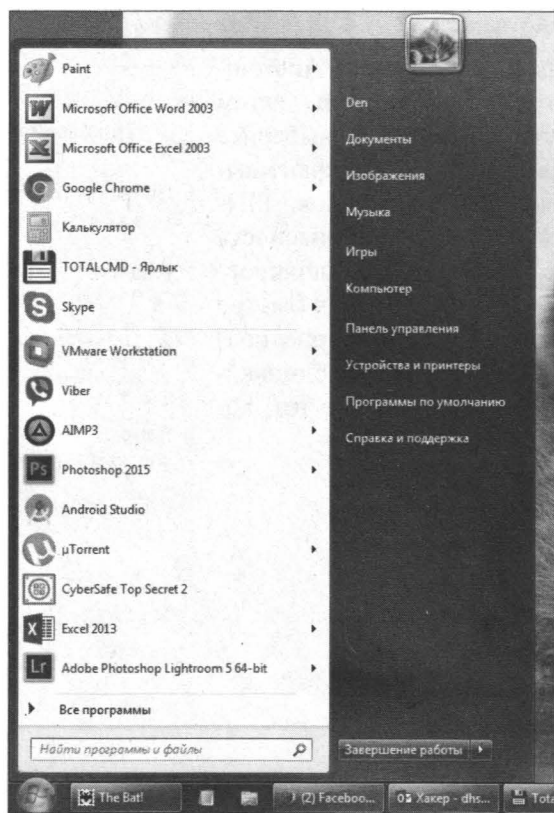 Paint
Microsoft Office Word 2003
Microsoft Office Excel 2003
Google Chrome
Калькулятор
TOTALCMD - Ярлык
Skype
VMware Workstation
Viber
AIMP3
Photoshop 2015
Android Studio
µTorrent
CyberSafe Top Secret 2
Excel 2013
Adobe Photoshop Lightroom 5 64-bit
Все программы
Найти программы и файлы
Den
Документы
Изображения
Музыка
Игры
Компьютер
Панель управления
Устройства и принтеры
Программы по умолчанию
Справка и поддержка
Завершение работы
The Bat!
(2) Faceboo...
Хакер - dhs...
Tota